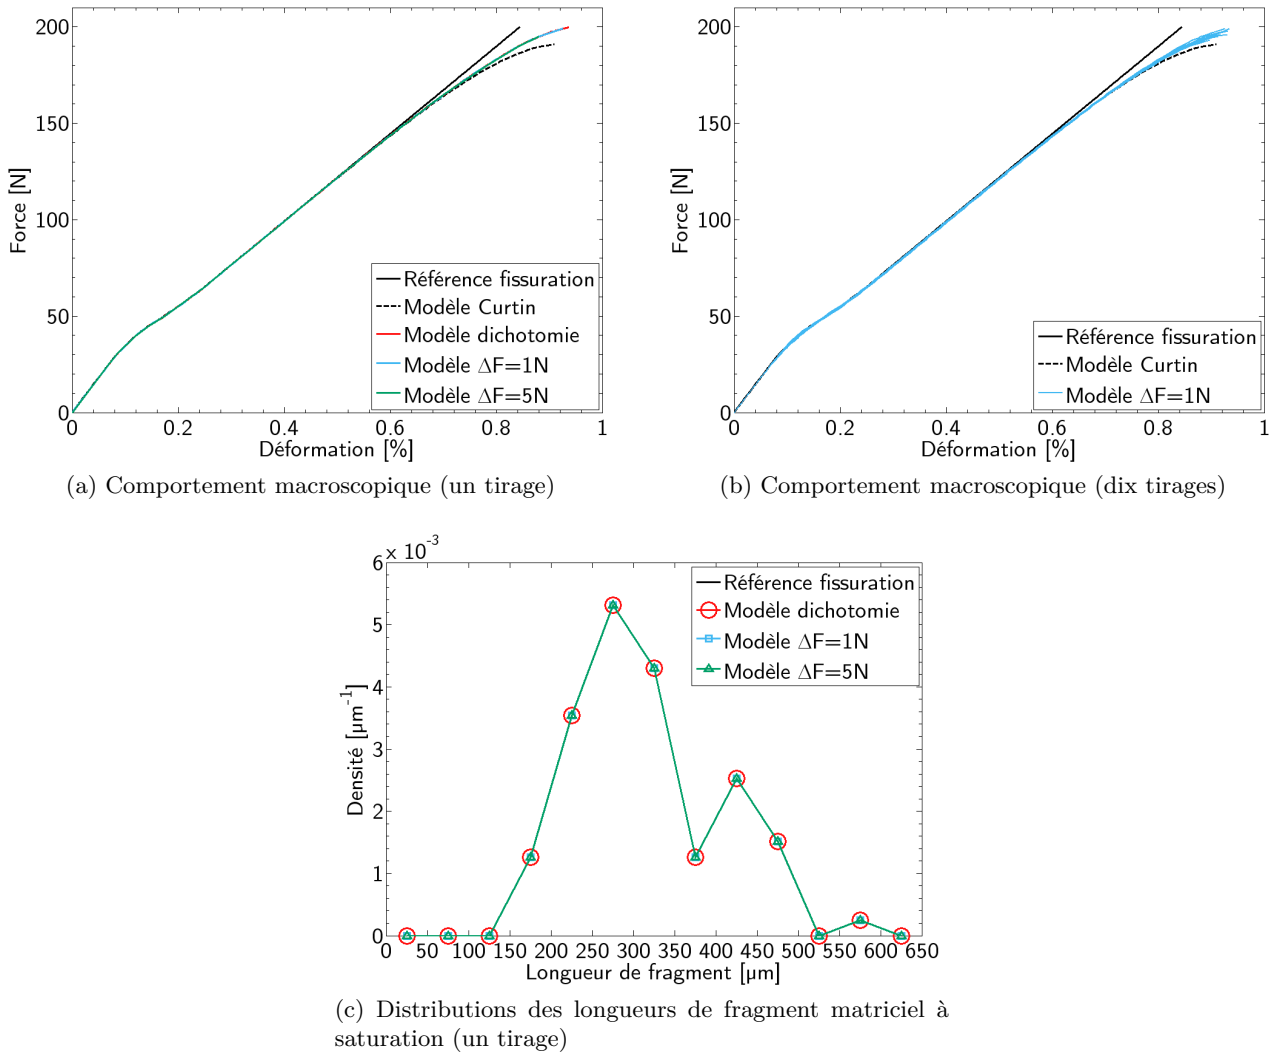 200
150
100
50
0
Force [N]
0
0.2
0.4
0.6
0.8
1
Déformation [%]
Référence fissuration
Modèle Curtin
Modèle dichotomie
Modèle ΔF=1N
Modèle ΔF=5N
(a) Comportement macroscopique (un tirage)
200
150
100
50
0
Force [N]
0
0.2
0.4
0.6
0.8
1
Déformation [%]
Référence fissuration
Modèle Curtin
Modèle ΔF=1N
(b) Comportement macroscopique (dix tirages)
× 10⁻³
6
5
4
3
2
1
0
Densité [µm⁻¹]
0 50 100 150 200 250 300 350 400 450 500 550 600 650
Longueur de fragment [µm]
Référence fissuration
Modèle dichotomie
Modèle ΔF=1N
Modèle ΔF=5N
(c) Distributions des longueurs de fragment matriciel à
saturation (un tirage)